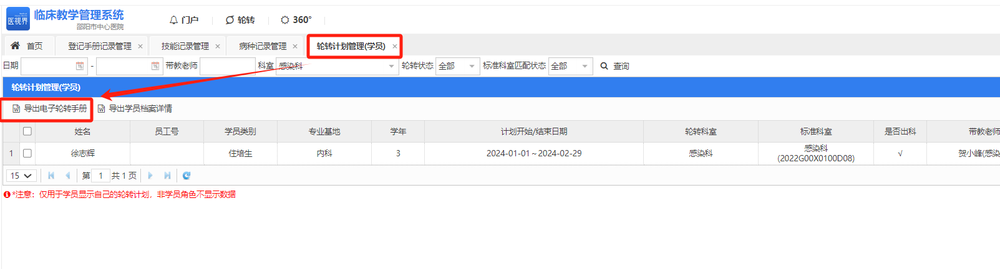 医视界
临床教学管理系统
邵阳市中心医院
门户 轮转 360°
首页 登记手册记录管理 × 技能记录管理 × 病种记录管理 × 轮转计划管理(学员) ×
日期 - 带教老师 科室 感染科 轮转状态 全部 标准科室匹配状态 全部 查询
轮转计划管理(学员)
导出电子轮转手册 导出学员档案详情
姓名 员工号 学员类别 专业基地 学年 计划开始/结束日期 轮转科室 标准科室 是否出科 带教老师
1 徐志辉 住培生 内科 3 2024-01-01～2024-02-29 感染科 感染科 √ 贺小峰(感染
(2022G00X0100D08)
15 第 1 共 1 页
*注意：仅用于学员显示自己的轮转计划，非学员角色不显示数据